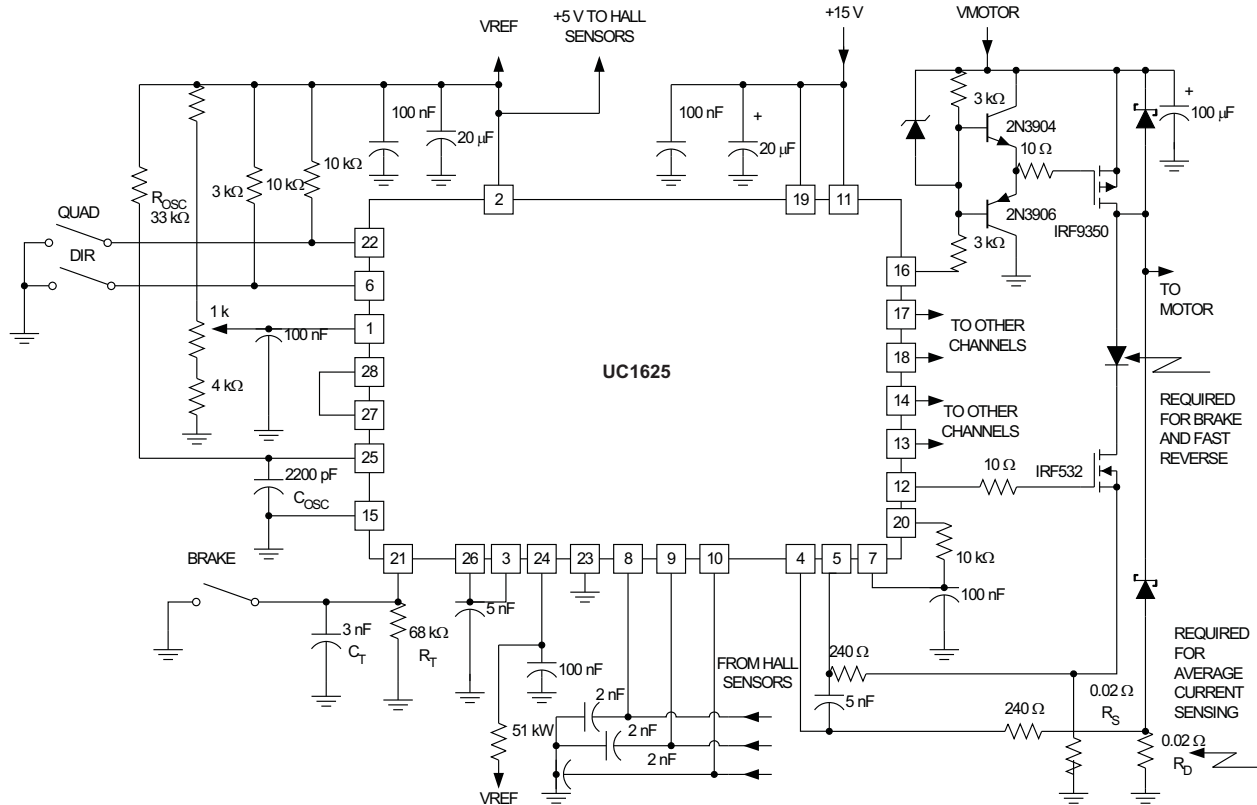 +5 V TO HALL
SENSORS
VREF
+15 V
VMOTOR
100 nF
20 µF
+
100 nF
+
20 µF
3 kΩ
2N3904
10 Ω
+
100 µF
ROSC
33 kΩ
3 kΩ
10 kΩ
10 kΩ
2
19
11
2N3906
3 kΩ
IRF9350
QUAD
22
DIR
6
16
TO
MOTOR
1 k
100 nF
1
17
TO OTHER
CHANNELS
18
28
4 kΩ
27
UC1625
14
TO OTHER
CHANNELS
13
REQUIRED
FOR BRAKE
AND FAST
REVERSE
25
2200 pF
COSC
15
12
10 Ω
IRF532
20
10 kΩ
BRAKE
21
26
3
24
23
8
9
10
4
5
7
100 nF
3 nF
CT
68 kΩ
RT
5 nF
100 nF
51 kW
VREF
2 nF
2 nF
2 nF
FROM HALL
SENSORS
240 Ω
5 nF
240 Ω
0.02 Ω
RS
0.02 Ω
RD
REQUIRED
FOR
AVERAGE
CURRENT
SENSING